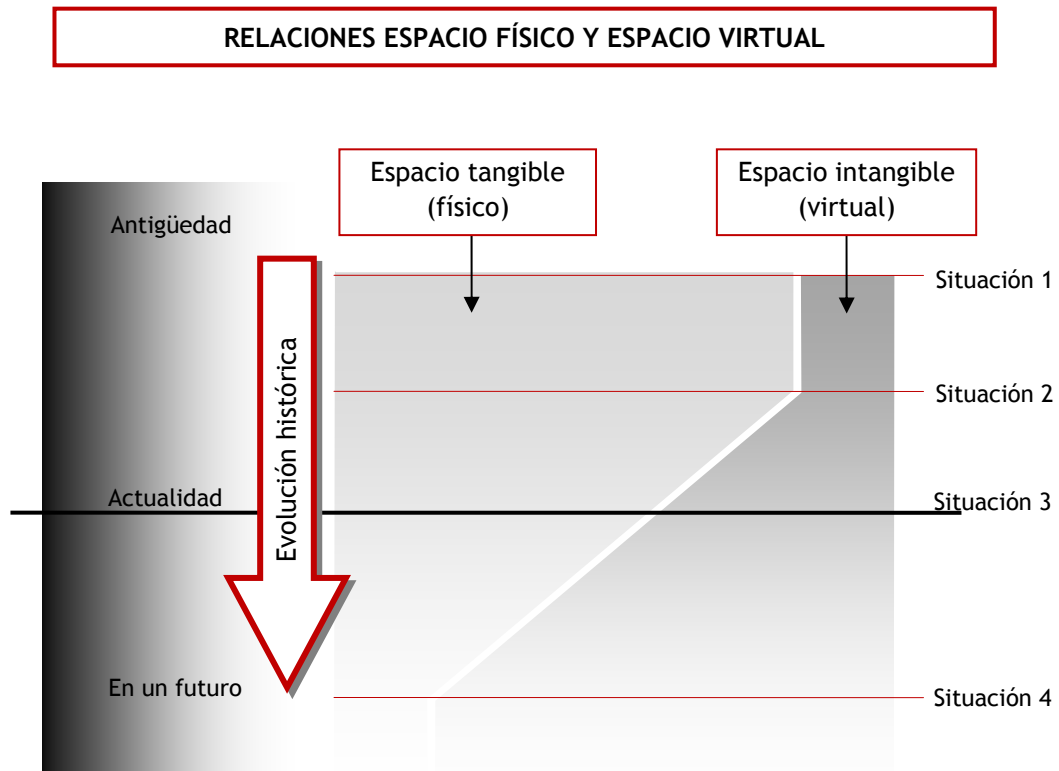 RELACIONES ESPACIO FÍSICO Y ESPACIO VIRTUAL
Espacio tangible
(físico)
Espacio intangible
(virtual)
Antigüedad
Situación 1
Evolución histórica
Situación 2
Actualidad
Situación 3
En un futuro
Situación 4